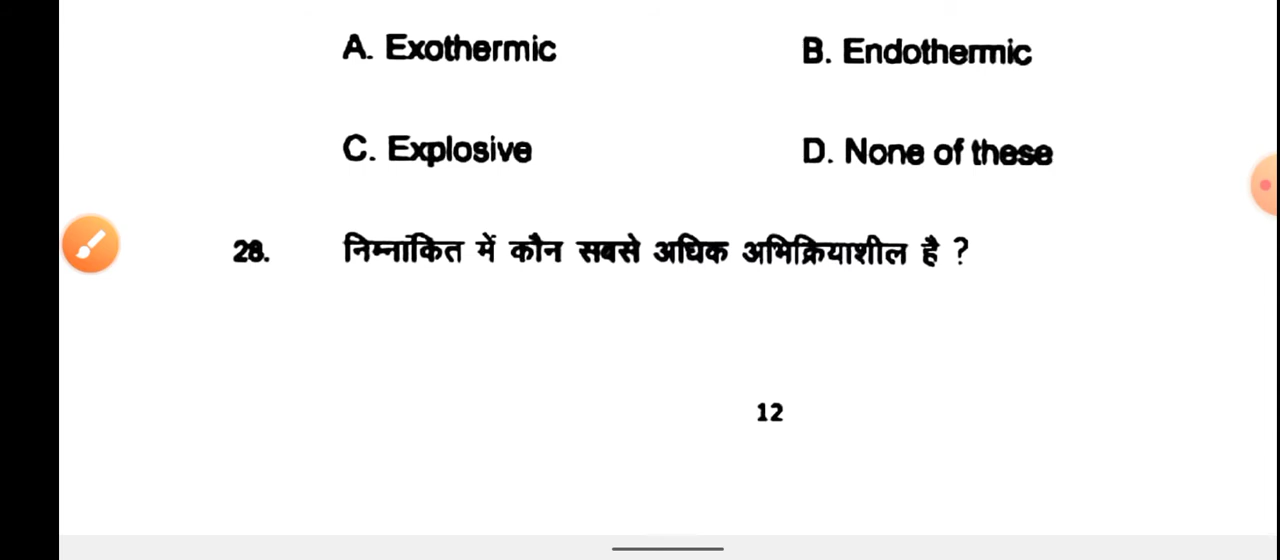 A. Exothermic B. Endothermic
C. Explosive D. None of these
28. निम्नांकित में कौन सबसे अधिक अभिक्रियाशील है ?
12